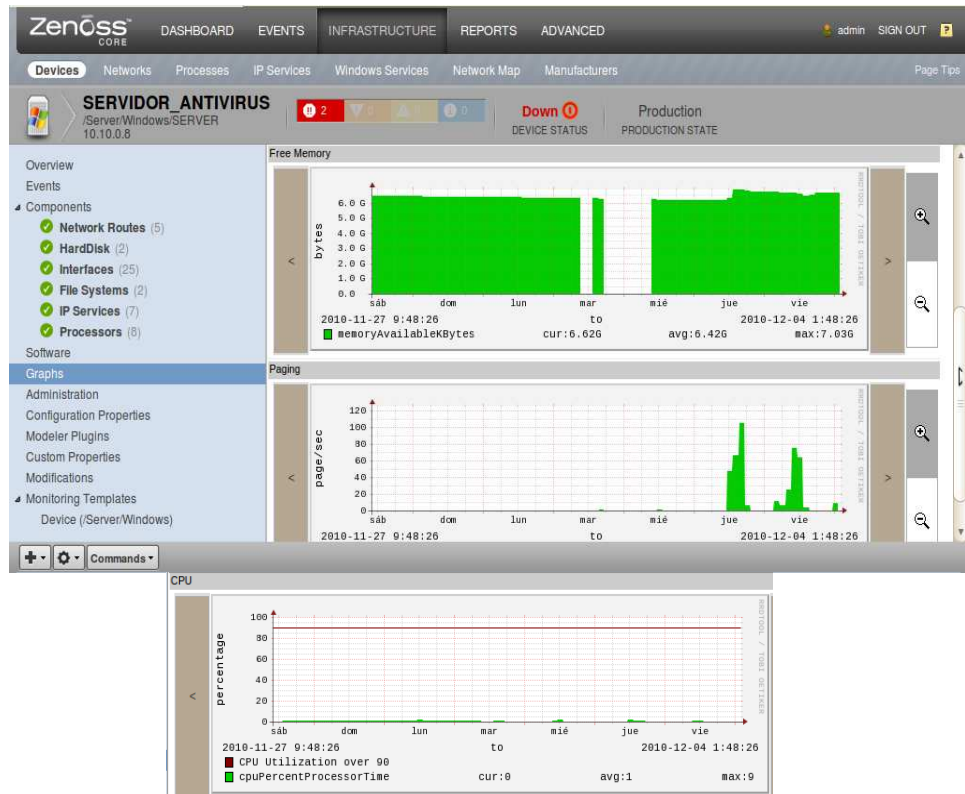 Zenōss CORE
DASHBOARD EVENTS INFRASTRUCTURE REPORTS ADVANCED
admin SIGN OUT ?
Devices Networks Processes IP Services Windows Services Network Map Manufacturers Page Tips
SERVIDOR_ANTIVIRUS
/Server/Windows/SERVER
10.10.0.8
2 0
Down
DEVICE STATUS
Production
PRODUCTION STATE
Overview
Events
Components
Network Routes (5)
HardDisk (2)
Interfaces (25)
File Systems (2)
IP Services (7)
Processors (8)
Software
Graphs
Administration
Configuration Properties
Modeler Plugins
Custom Properties
Modifications
Monitoring Templates
Device (/Server/Windows)
Commands
Free Memory
<
>
bytes
6.0 G
5.0 G
4.0 G
3.0 G
2.0 G
1.0 G
0.0
sáb dom lun mar mié jue vie
2010-11-27 9:48:26 to 2010-12-04 1:48:26
memoryAvailableKBytes cur:6.62G avg:6.42G max:7.03G
RRDTOOL / TOBI OETIKER
Paging
<
>
page/sec
120
100
80
60
40
20
0
sáb dom lun mar mié jue vie
2010-11-27 9:48:26 to 2010-12-04 1:48:26
RRDTOOL / TOBI OETIKER
CPU
<
percentage
100
80
60
40
20
0
sáb dom lun mar mié jue vie
2010-11-27 9:48:26 to 2010-12-04 1:48:26
CPU Utilization over 90
cpuPercentProcessorTime cur:0 avg:1 max:9
RRDTOOL / TOBI OETIKER